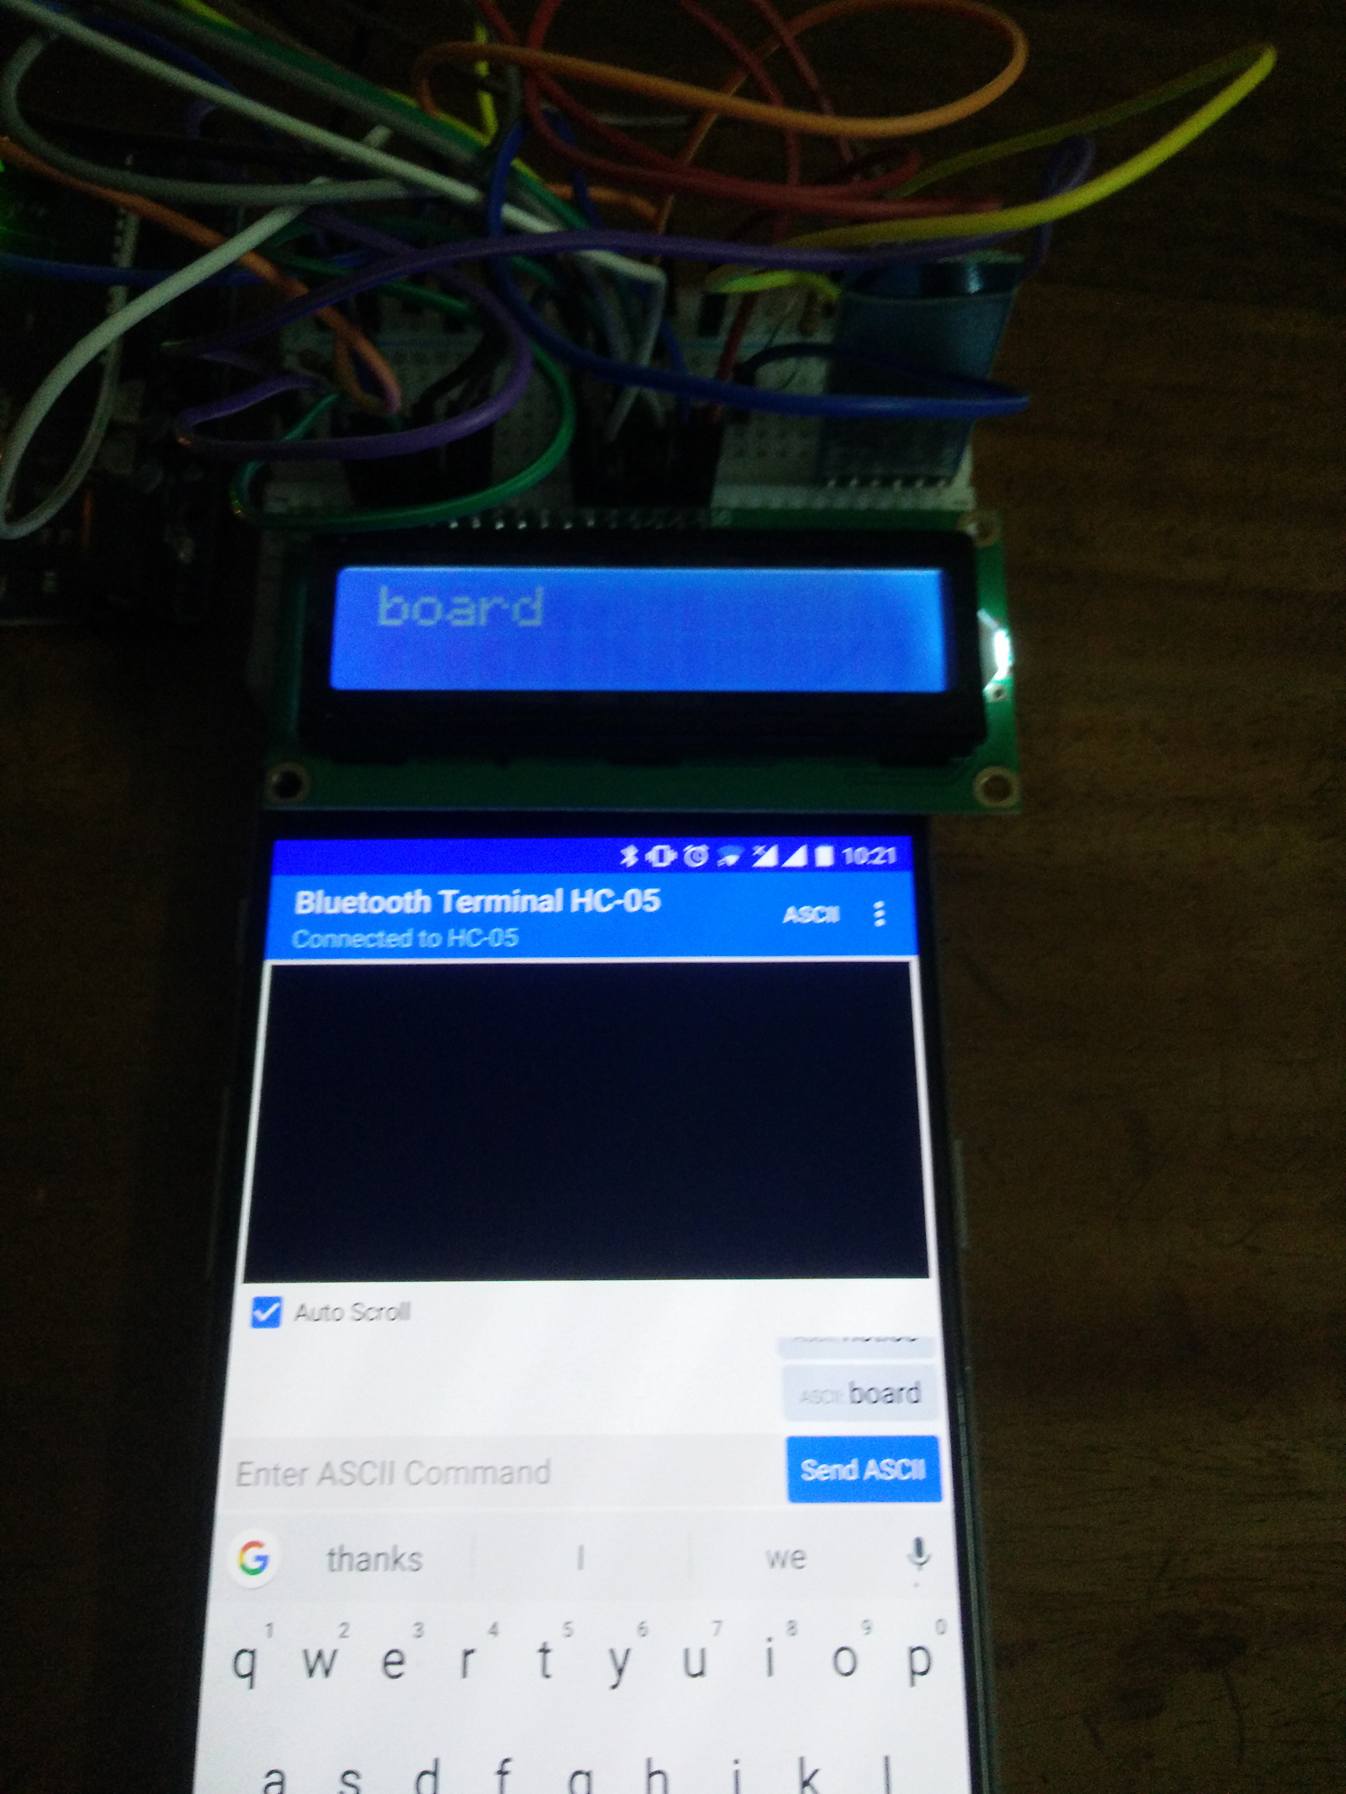 board
10:21
Bluetooth Terminal HC-05
ASCII
Connected to HC-05
Auto Scroll
ASCII: board
Enter ASCII Command
Send ASCII
G
thanks
I
we
1 2 3 4 5 6 7 8 9 0
q w e r t y u i o p
a s d f g h j k l